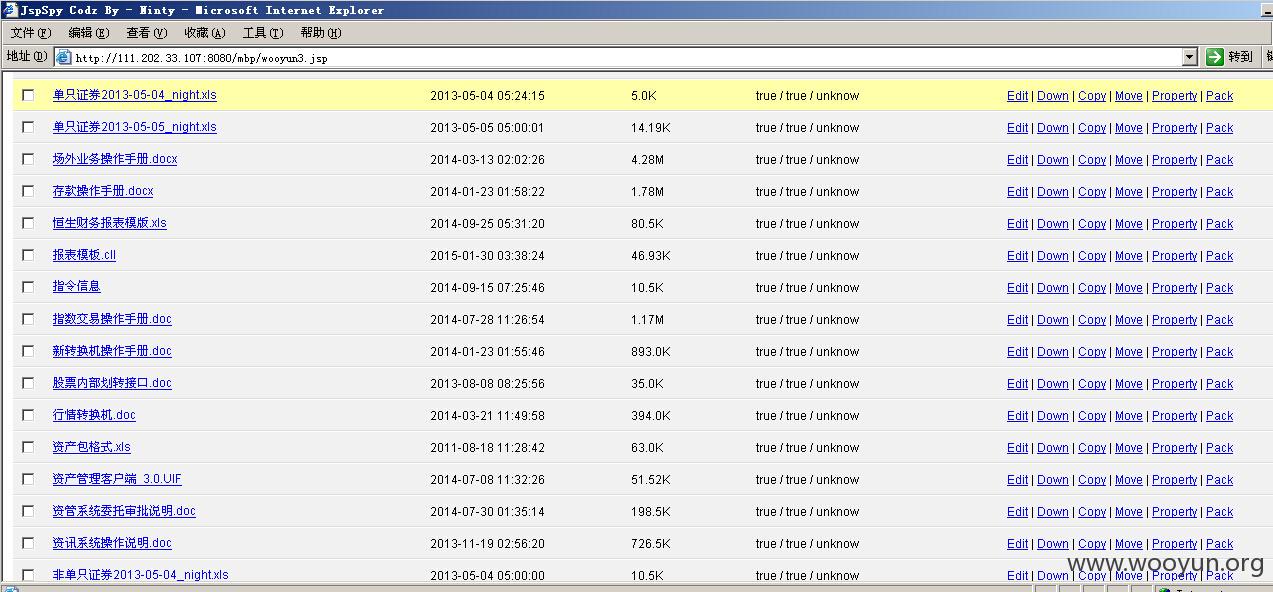 JspSpy Codz By - Ninty - Microsoft Internet Explorer
文件(F) 编辑(E) 查看(V) 收藏(A) 工具(T) 帮助(H)
地址(D) http://111.202.33.107:8080/mbp/wooyun3.jsp 转到
单只证券2013-05-04_night.xls 2013-05-04 05:24:15 5.0K true / true / unknown Edit | Down | Copy | Move | Property | Pack
单只证券2013-05-05_night.xls 2013-05-05 05:00:01 14.19K true / true / unknown Edit | Down | Copy | Move | Property | Pack
场外业务操作手册.docx 2014-03-13 02:02:26 4.28M true / true / unknown Edit | Down | Copy | Move | Property | Pack
存款操作手册.docx 2014-01-23 01:58:22 1.78M true / true / unknown Edit | Down | Copy | Move | Property | Pack
恒生财务报表模版.xls 2014-09-25 05:31:20 80.5K true / true / unknown Edit | Down | Copy | Move | Property | Pack
报表模板.cll 2015-01-30 03:38:24 46.93K true / true / unknown Edit | Down | Copy | Move | Property | Pack
指令信息 2014-09-15 07:25:46 10.5K true / true / unknown Edit | Down | Copy | Move | Property | Pack
指数交易操作手册.doc 2014-07-28 11:26:54 1.17M true / true / unknown Edit | Down | Copy | Move | Property | Pack
新转换机操作手册.doc 2014-01-23 01:55:46 893.0K true / true / unknown Edit | Down | Copy | Move | Property | Pack
股票内部划转接口.doc 2013-08-08 08:25:56 35.0K true / true / unknown Edit | Down | Copy | Move | Property | Pack
行情转换机.doc 2014-03-21 11:49:58 394.0K true / true / unknown Edit | Down | Copy | Move | Property | Pack
资产包格式.xls 2011-08-18 11:28:42 63.0K true / true / unknown Edit | Down | Copy | Move | Property | Pack
资产管理客户端_3.0.UIF 2014-07-08 11:32:26 51.52K true / true / unknown Edit | Down | Copy | Move | Property | Pack
资管系统委托审批说明.doc 2014-07-30 01:35:14 198.5K true / true / unknown Edit | Down | Copy | Move | Property | Pack
资讯系统操作说明.doc 2013-11-19 02:56:20 726.5K true / true / unknown Edit | Down | Copy | Move | Property | Pack
非单只证券2013-05-04_night.xls 2013-05-04 05:00:00 10.5K true / true / unknown Edit | Down | Copy | Move | Property | Pack
www.wooyun.org